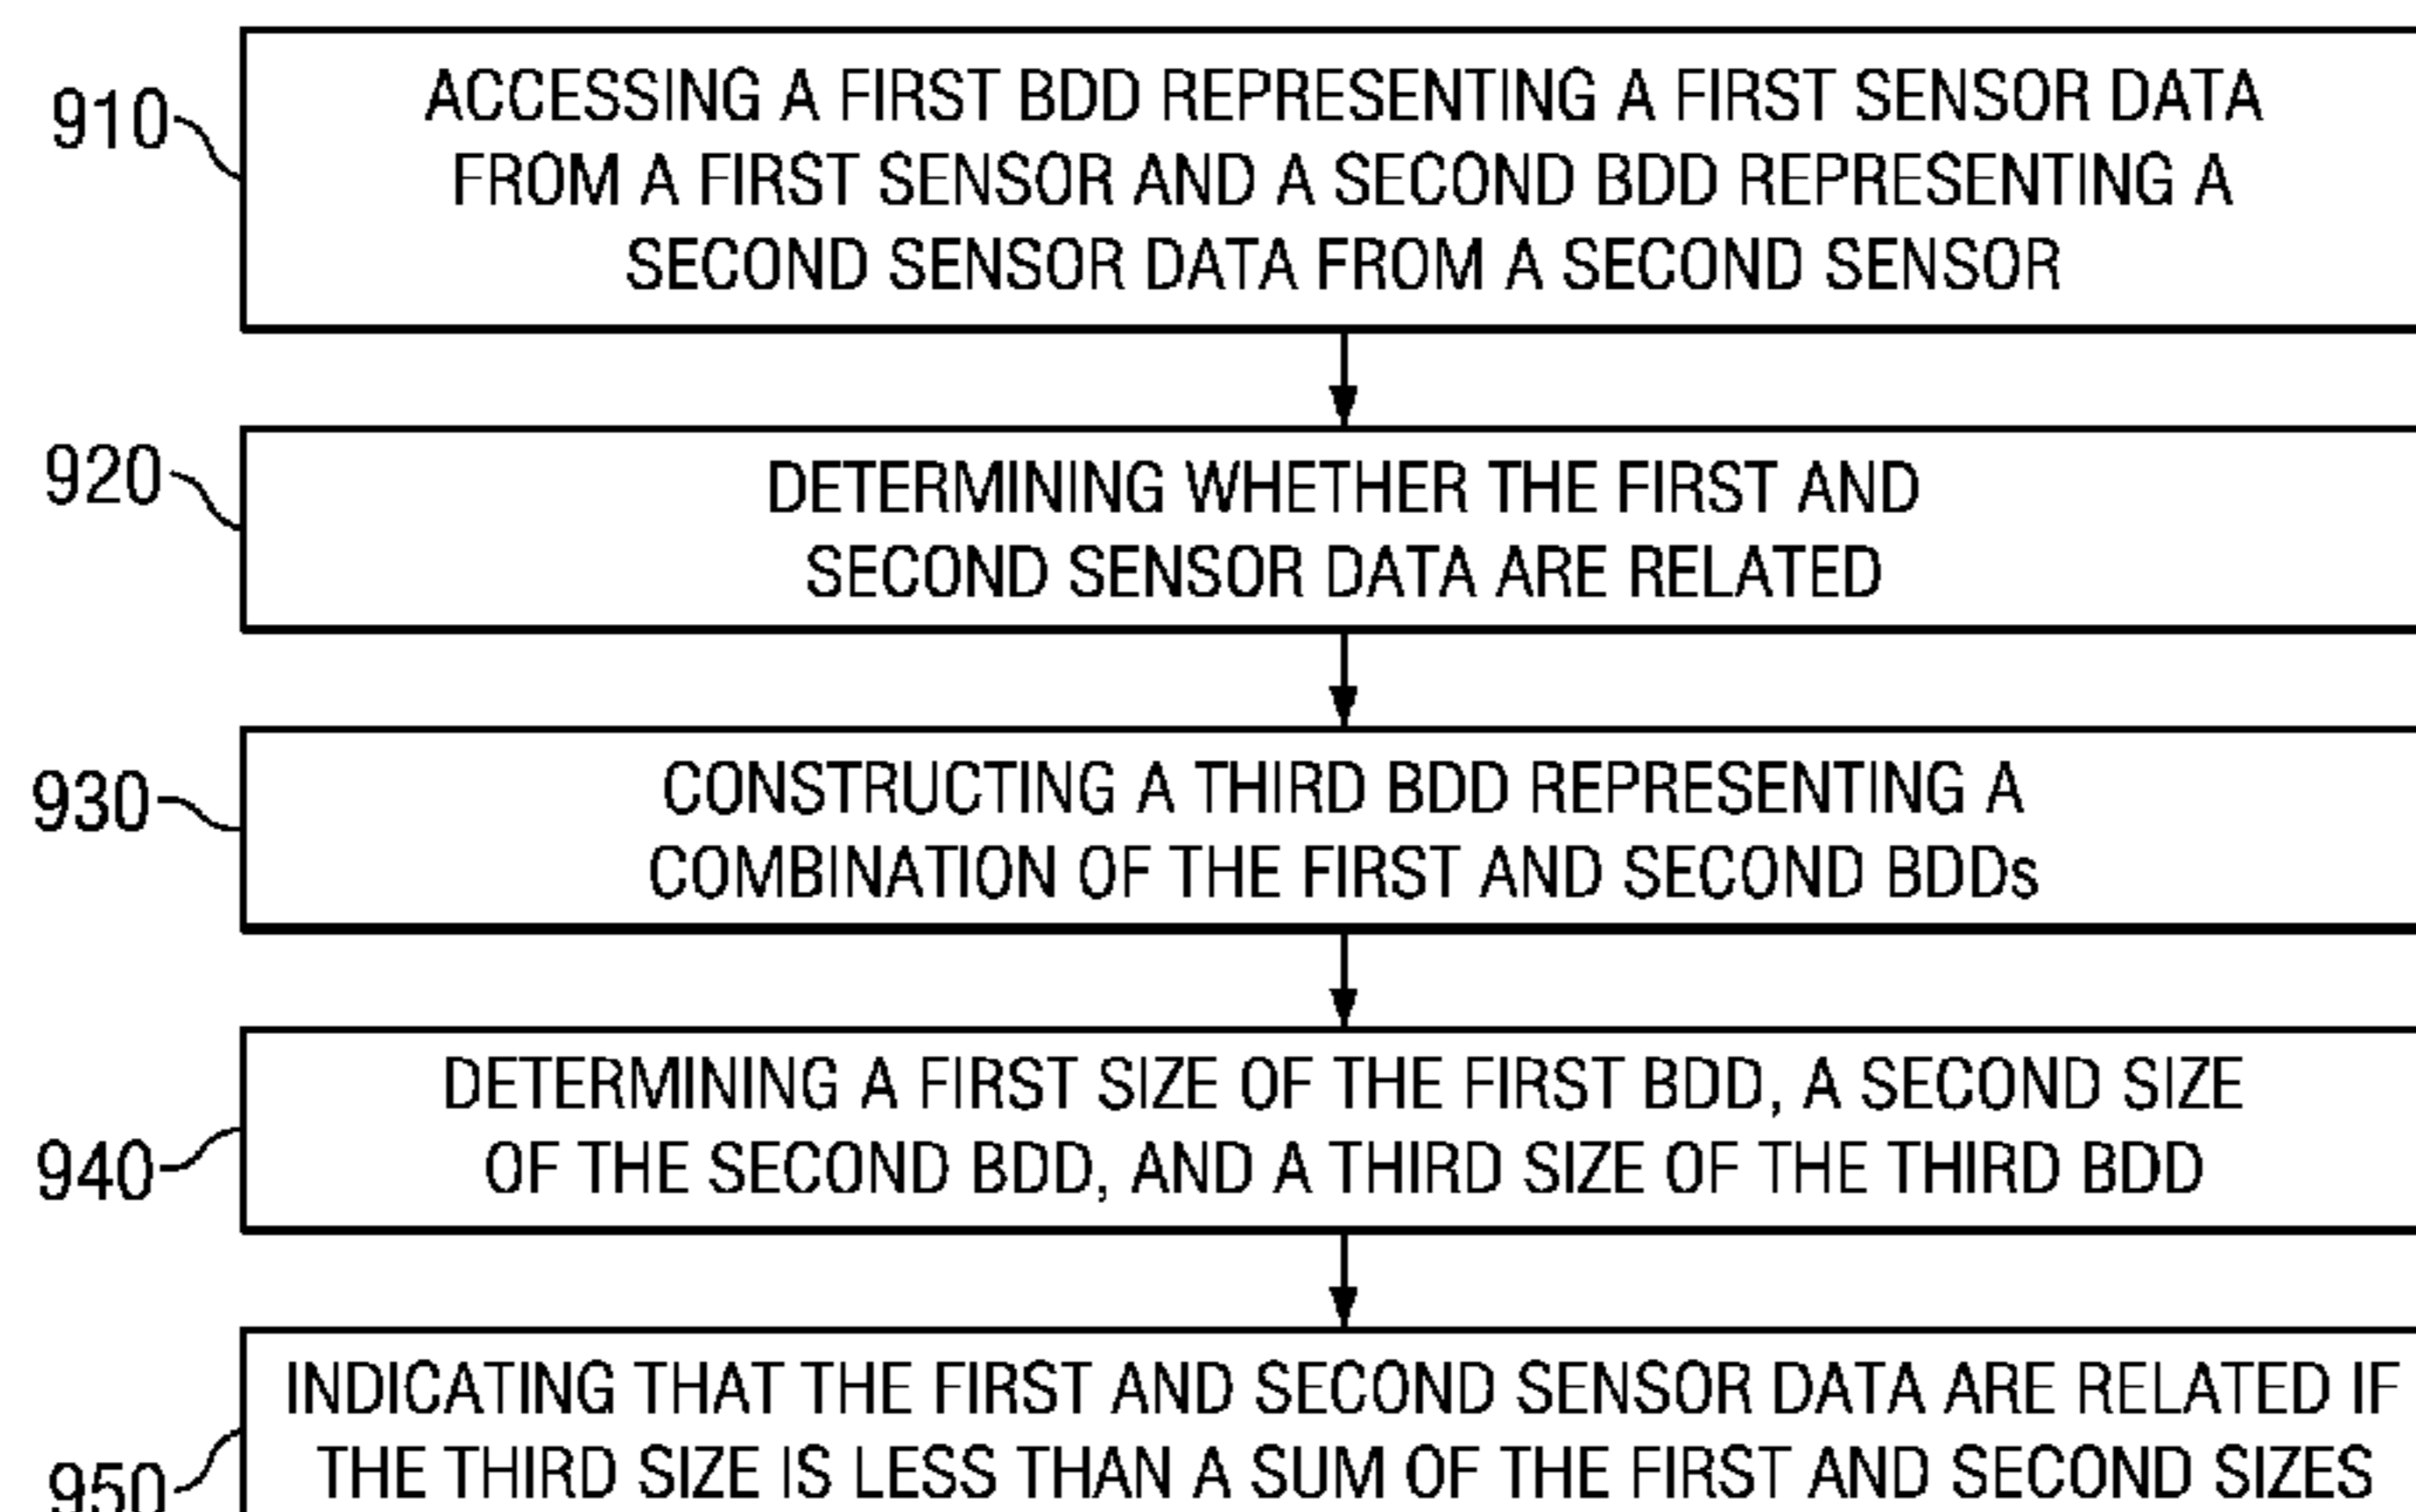 910
ACCESSING A FIRST BDD REPRESENTING A FIRST SENSOR DATA
FROM A FIRST SENSOR AND A SECOND BDD REPRESENTING A
SECOND SENSOR DATA FROM A SECOND SENSOR
920
DETERMINING WHETHER THE FIRST AND
SECOND SENSOR DATA ARE RELATED
930
CONSTRUCTING A THIRD BDD REPRESENTING A
COMBINATION OF THE FIRST AND SECOND BDDs
940
DETERMINING A FIRST SIZE OF THE FIRST BDD, A SECOND SIZE
OF THE SECOND BDD, AND A THIRD SIZE OF THE THIRD BDD
950
INDICATING THAT THE FIRST AND SECOND SENSOR DATA ARE RELATED IF
THE THIRD SIZE IS LESS THAN A SUM OF THE FIRST AND SECOND SIZES